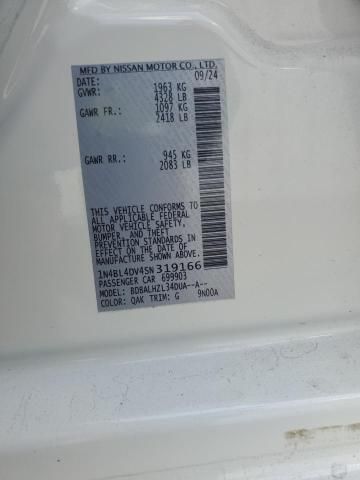 MFD BY NISSAN MOTOR CO., LTD.
DATE: 09/24
GVWR: 1963 KG
4328 LB
GAWR FR.: 1097 KG
2418 LB
GAWR RR.: 945 KG
2083 LB
THIS VEHICLE CONFORMS TO
ALL APPLICABLE FEDERAL
MOTOR VEHICLE SAFETY,
BUMPER, AND THEFT
PREVENTION STANDARDS IN
EFFECT ON THE DATE OF
MANUFACTURE SHOWN ABOVE.
1N4BL4DV4SN319166
PASSENGER CAR 699903
MODEL: BDBALHZL34DUA--A--
COLOR: QAK TRIM: G 9N00A